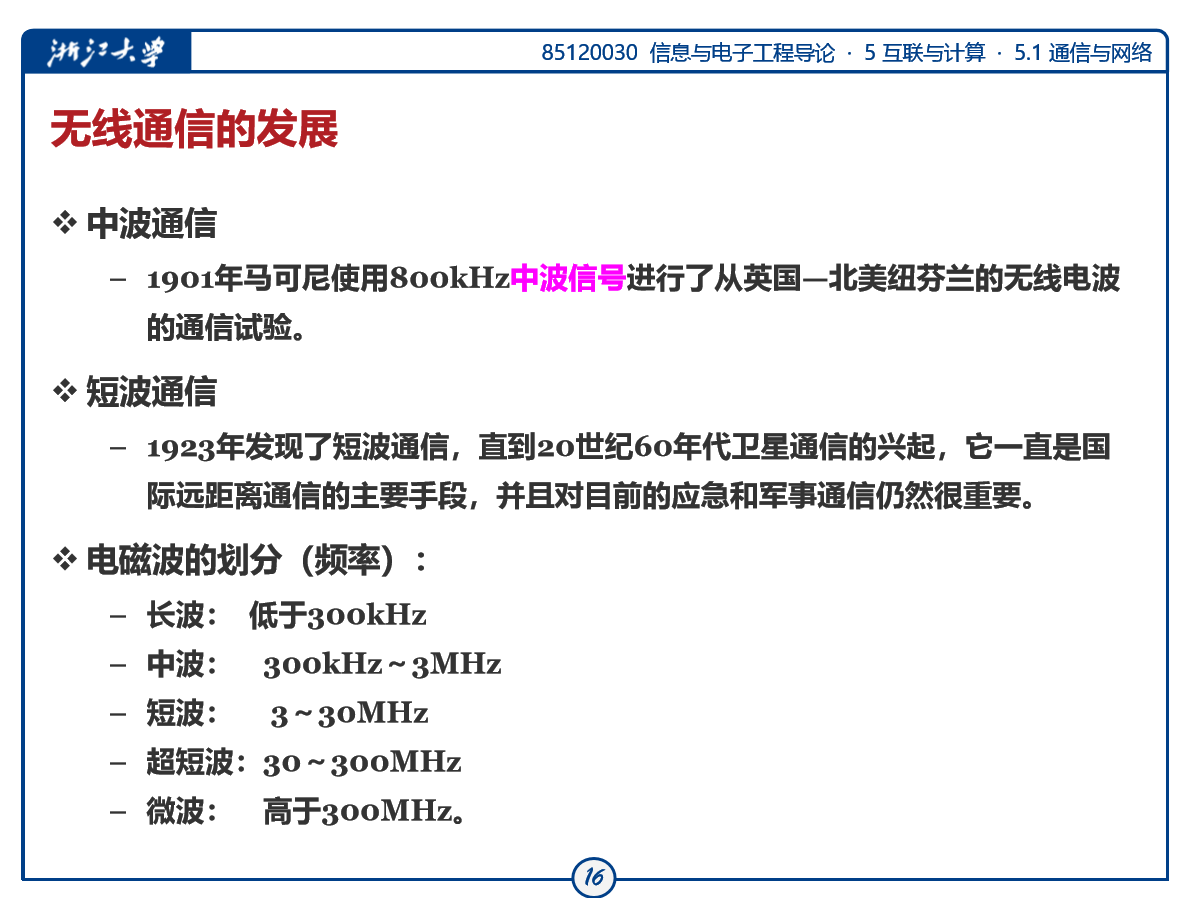 浙江大学
85120030 信息与电子工程导论 · 5 互联与计算 · 5.1 通信与网络
无线通信的发展
❖ 中波通信
– 1901年马可尼使用800kHz中波信号进行了从英国—北美纽芬兰的无线电波
的通信试验。
❖ 短波通信
– 1923年发现了短波通信，直到20世纪60年代卫星通信的兴起，它一直是国
际远距离通信的主要手段，并且对目前的应急和军事通信仍然很重要。
❖ 电磁波的划分（频率）：
– 长波： 低于300kHz
– 中波： 300kHz～3MHz
– 短波： 3～30MHz
– 超短波：30～300MHz
– 微波： 高于300MHz。
16